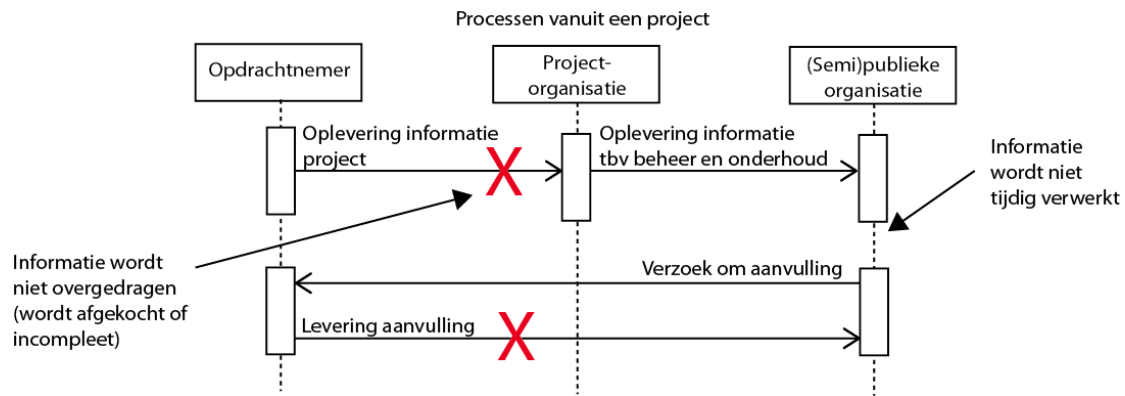 Processen vanuit een project
Opdrachtnemer
Project-
organisatie
(Semi)publieke
organisatie
Oplevering informatie
project
Oplevering informatie
tbv beheer en onderhoud
Informatie
wordt niet
tijdig verwerkt
Informatie wordt
niet overgedragen
(wordt afgekocht of
incompleet)
Verzoek om aanvulling
Levering aanvulling